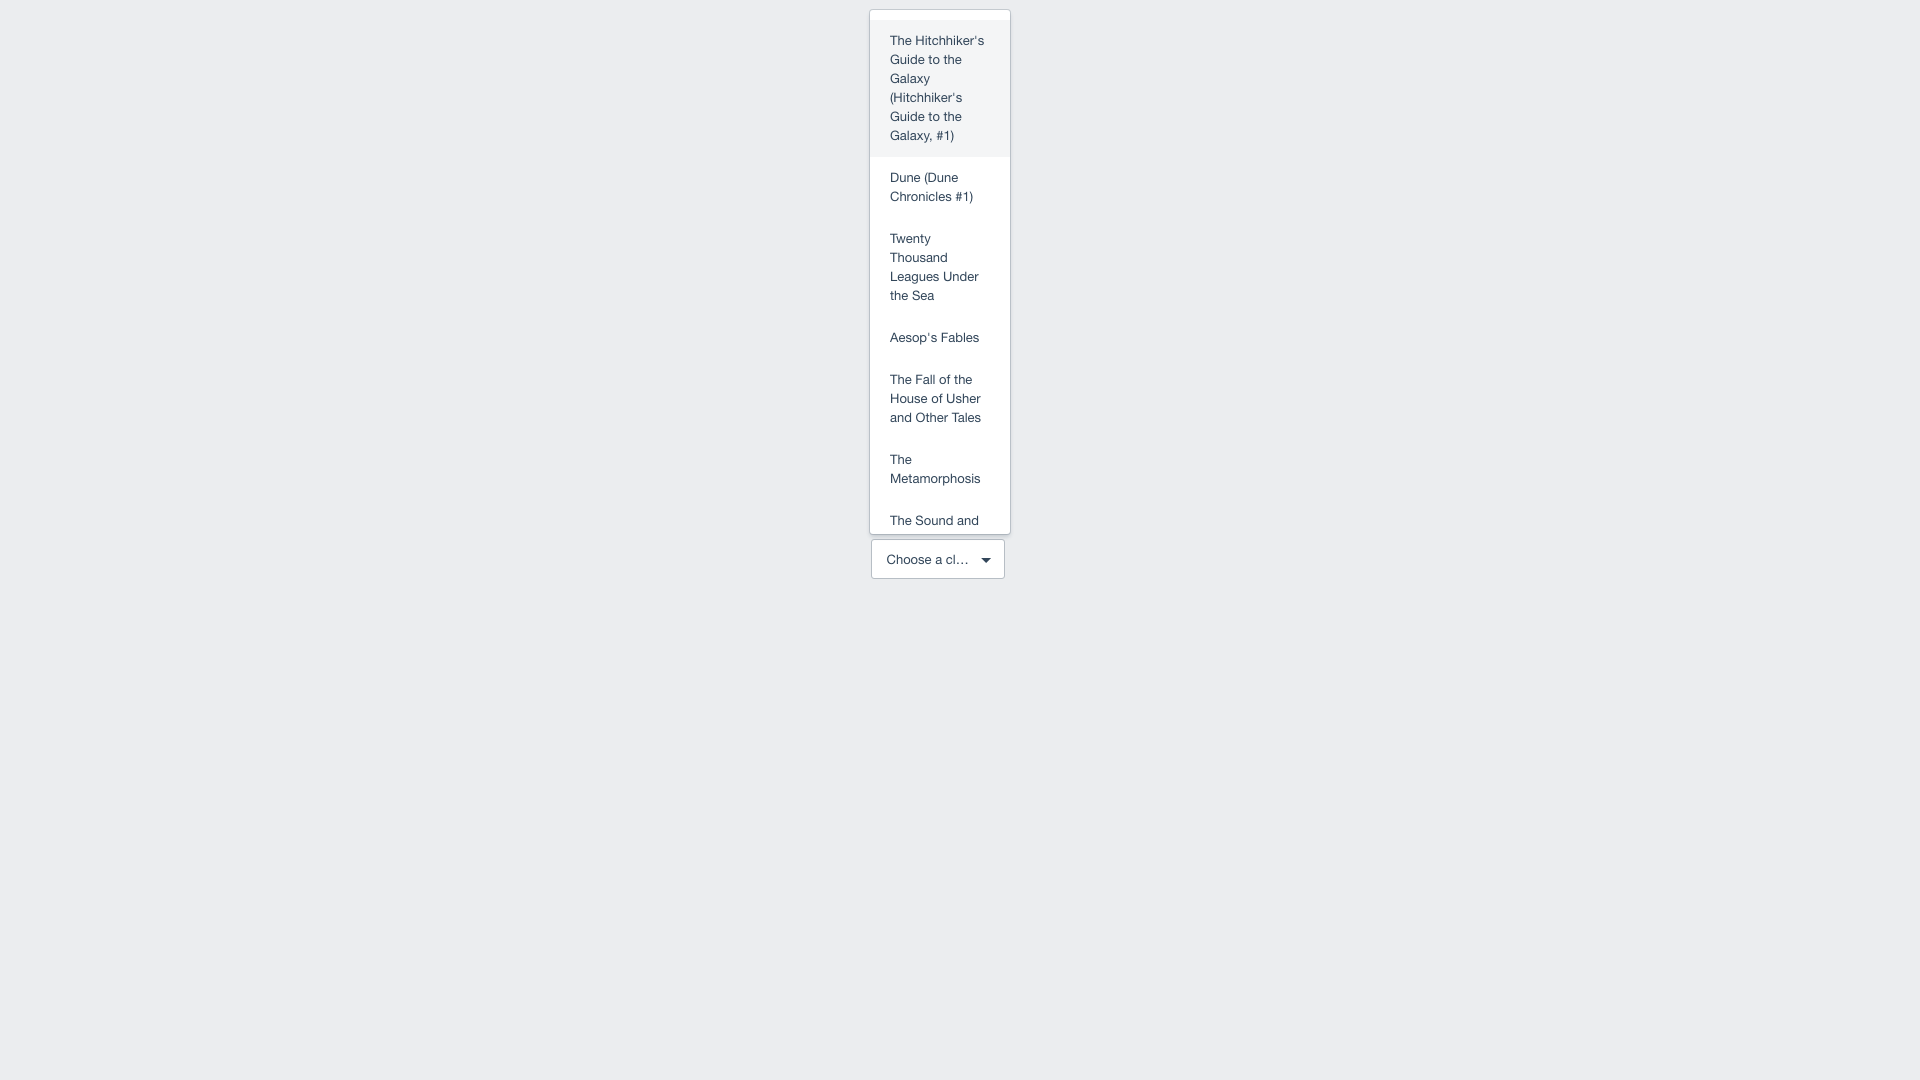 The Hitchhiker's
Guide to the
Galaxy
(Hitchhiker's
Guide to the
Galaxy, #1)
Dune (Dune
Chronicles #1)
Twenty
Thousand
Leagues Under
the Sea
Aesop's Fables
The Fall of the
House of Usher
and Other Tales
The
Metamorphosis
The Sound and
Choose a cl…